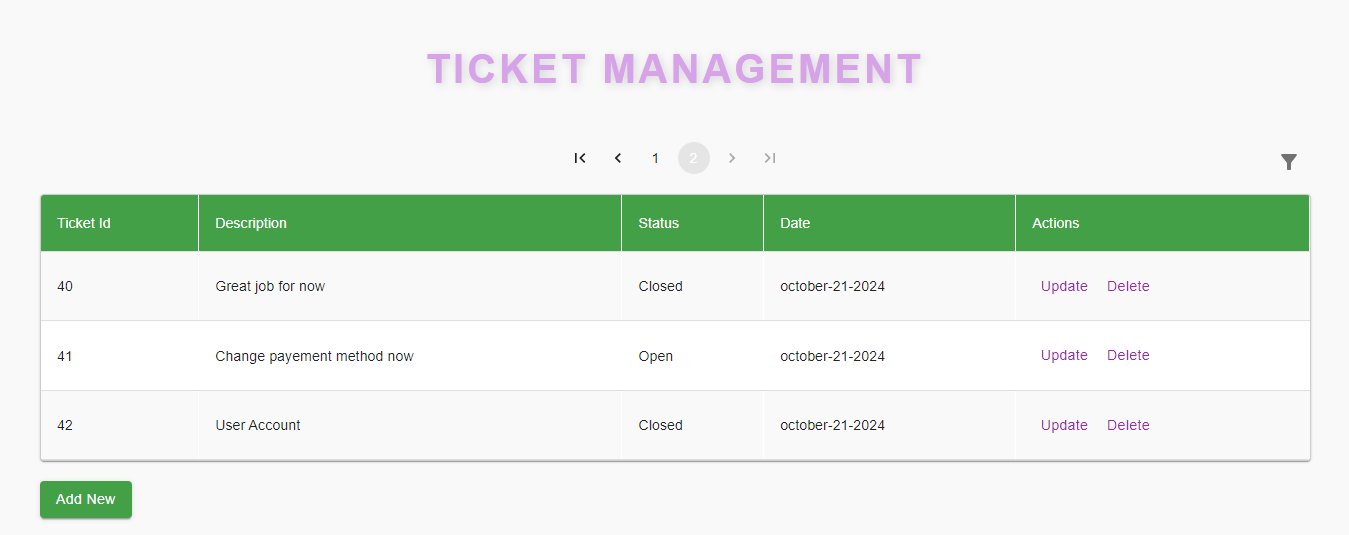 TICKET MANAGEMENT
1 2
Ticket Id Description Status Date Actions
40 Great job for now Closed october-21-2024 Update Delete
41 Change payement method now Open october-21-2024 Update Delete
42 User Account Closed october-21-2024 Update Delete
Add New